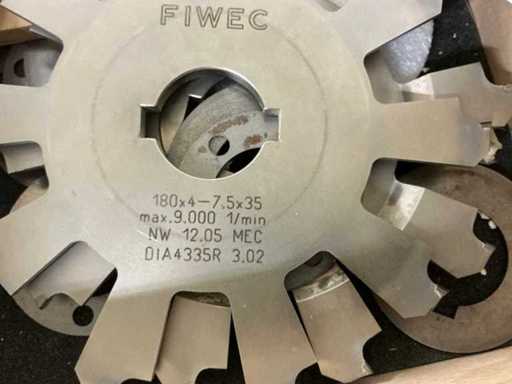 FIWEC
180x4-7.5x35
max.9.000 1/min
NW 12.05 MEC
DIA4335R 3.02